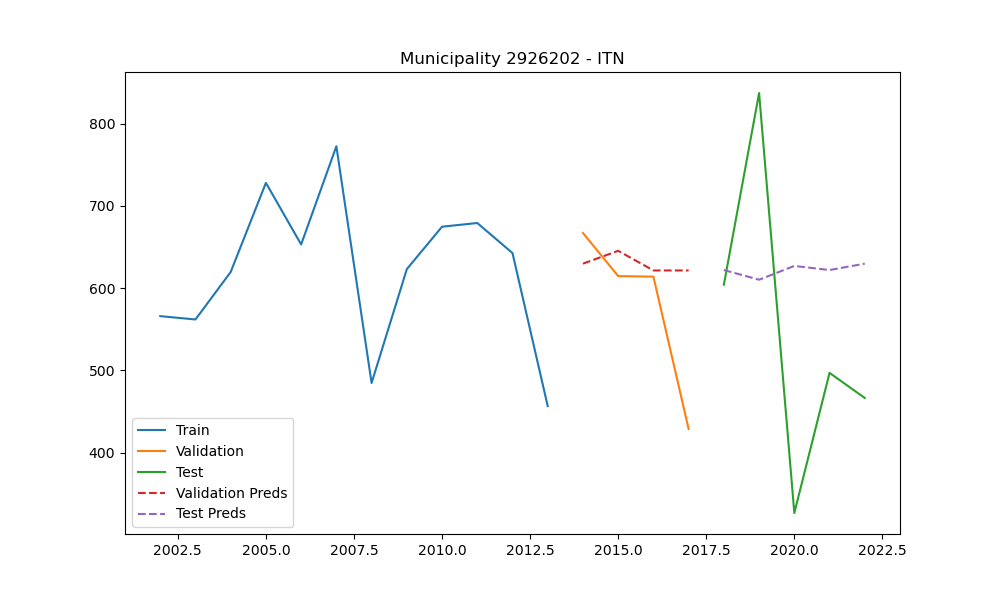 Municipality 2926202 - ITN
800
700
600
500
400
Train
Validation
Test
Validation Preds
Test Preds
2002.5 2005.0 2007.5 2010.0 2012.5 2015.0 2017.5 2020.0 2022.5